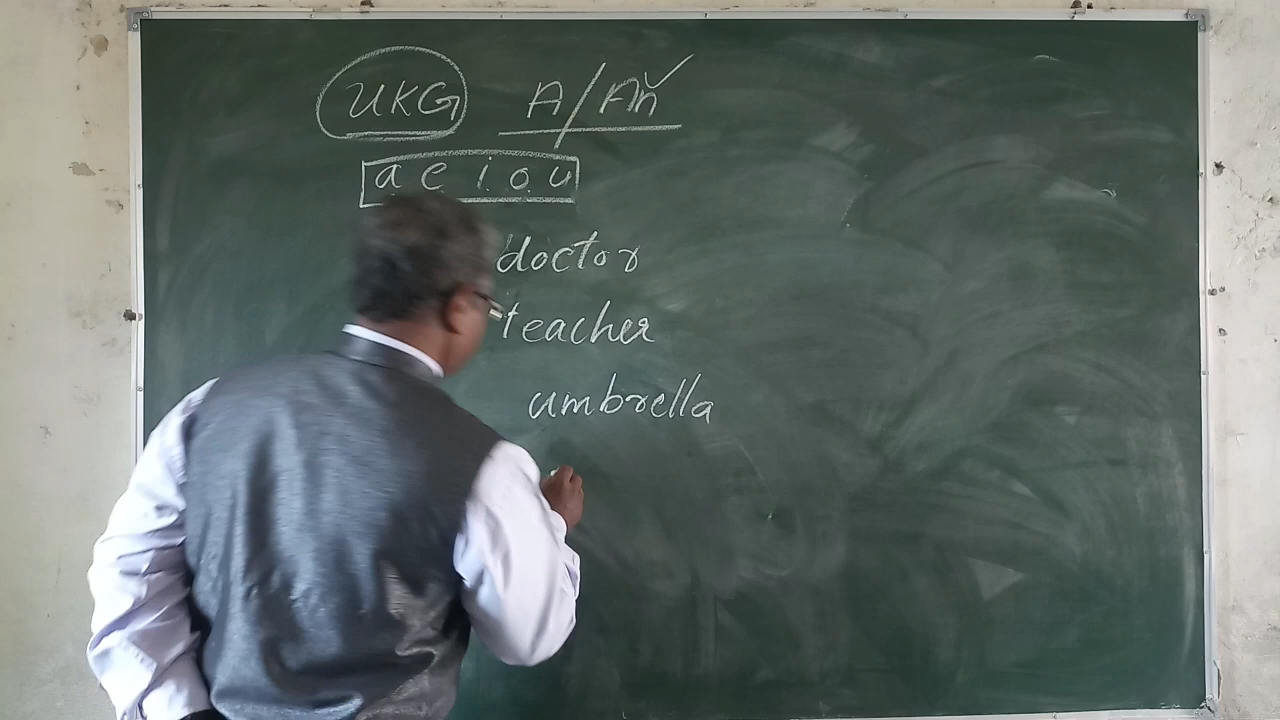 UKG A/An
a e i o u
doctor
teacher
umbrella